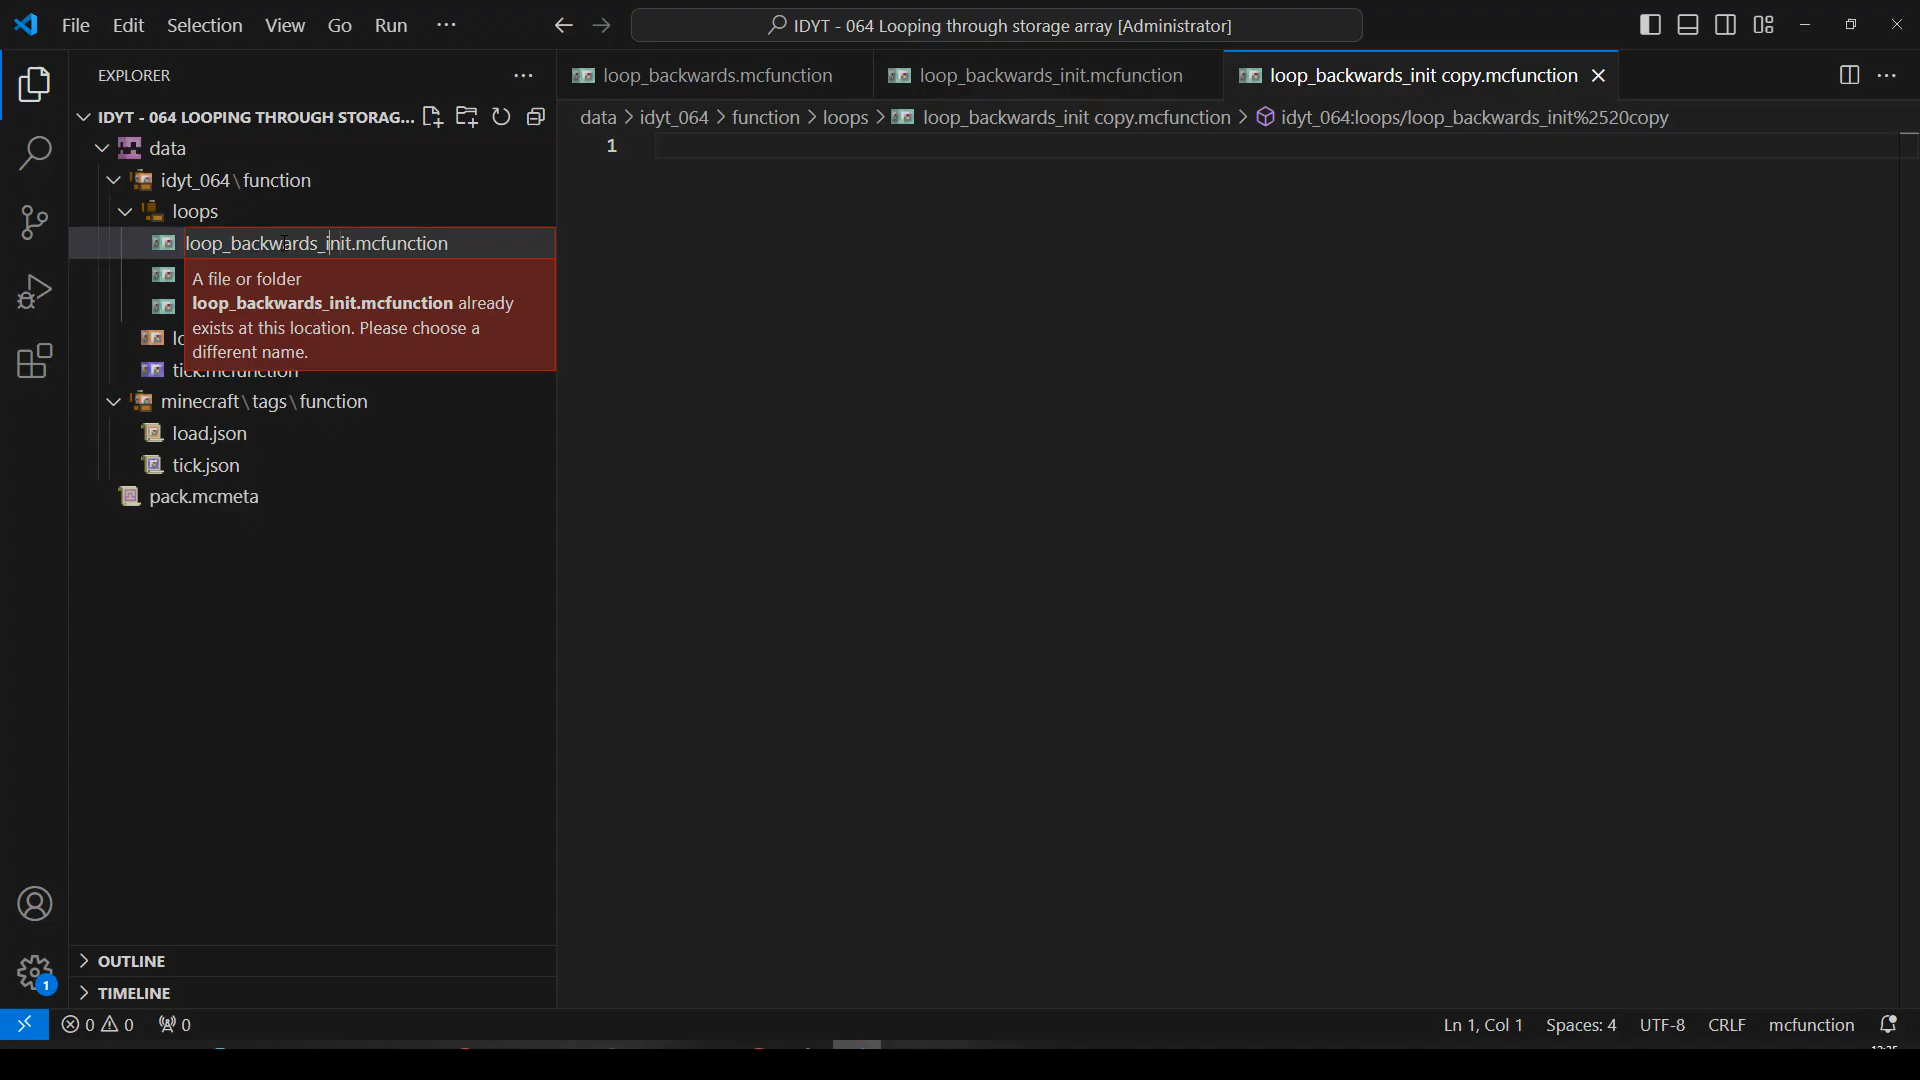 File Edit Selection View Go Run ···
IDYT - 064 Looping through storage array [Administrator]
EXPLORER
loop_backwards.mcfunction
loop_backwards_init.mcfunction
loop_backwards_init copy.mcfunction
IDYT - 064 LOOPING THROUGH STORAG...
data > idyt_064 > function > loops > loop_backwards_init copy.mcfunction > idyt_064:loops/loop_backwards_init%2520copy
data
1
idyt_064\function
loops
loop_backwards_init.mcfunction
A file or folder
loop_backwards_init.mcfunction already
exists at this location. Please choose a
different name.
tick.mcfunction
minecraft\tags\function
load.json
tick.json
pack.mcmeta
OUTLINE
1
TIMELINE
0 0 0
Ln 1, Col 1 Spaces: 4 UTF-8 CRLF mcfunction